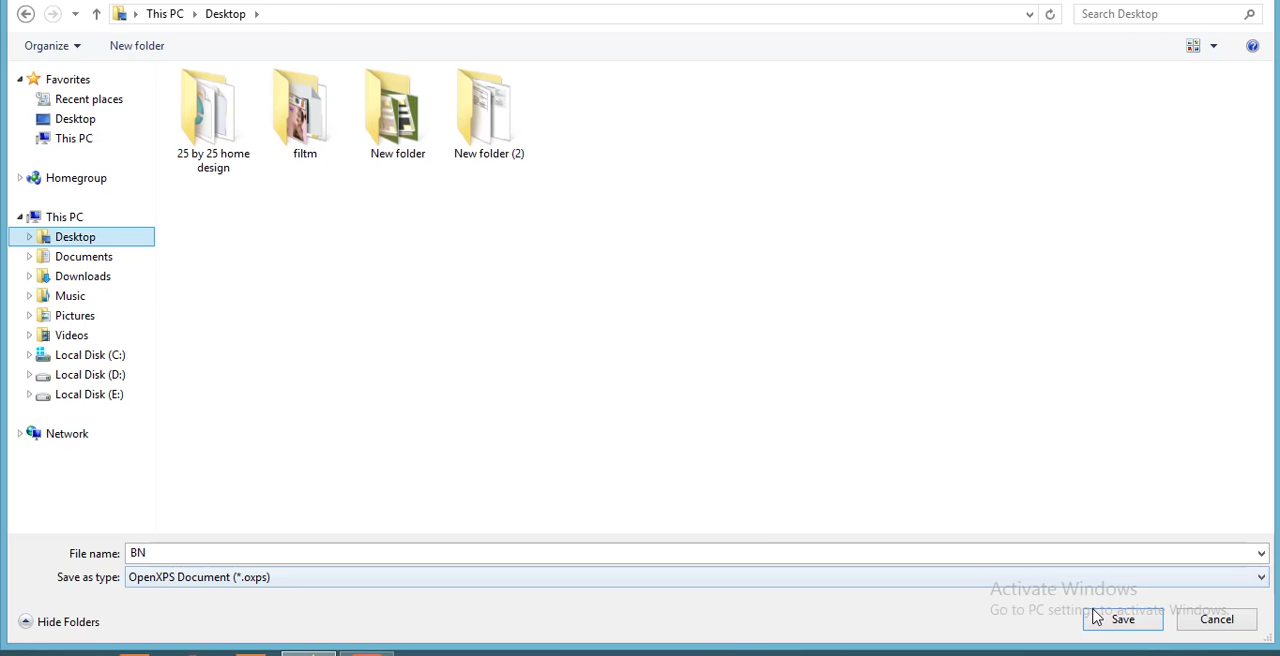 This PC Desktop
Search Desktop
Organize New folder
Favorites
Recent places
Desktop
This PC
Homegroup
This PC
Desktop
Documents
Downloads
Music
Pictures
Videos
Local Disk (C:)
Local Disk (D:)
Local Disk (E:)
Network
25 by 25 home
design
filtm
New folder
New folder (2)
File name: BN
Save as type: OpenXPS Document (*.oxps)
Activate Windows
Go to PC settings to activate Windows.
Hide Folders
Save
Cancel